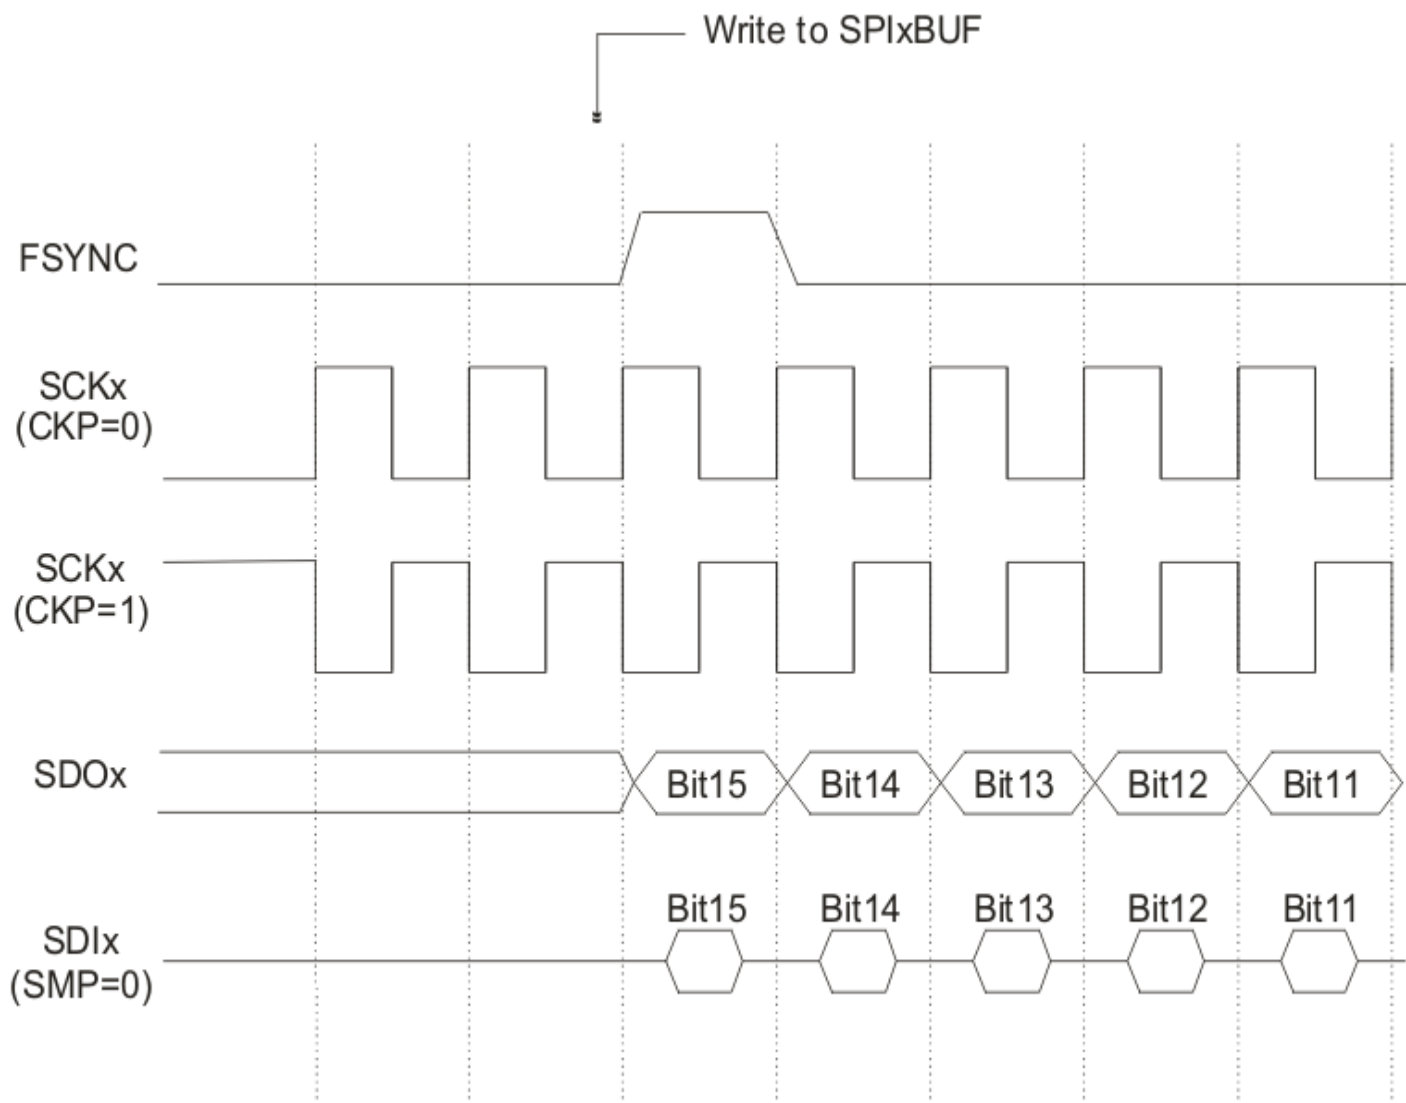 Write to SPIxBUF
FSYNC
SCKx
(CKP=0)
SCKx
(CKP=1)
SDOx
Bit15 Bit14 Bit13 Bit12 Bit11
Bit15 Bit14 Bit13 Bit12 Bit11
SDIx
(SMP=0)